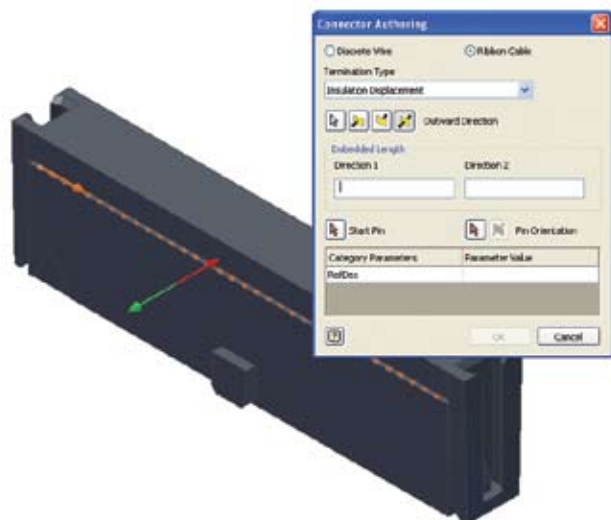 Connector Authoring
Discrete Wire Ribbon Cable
Termination Type
Insulation Displacement
Outward Direction
Embedded Length
Direction 1 Direction 2
Start Pin Pin Orientation
Category Parameters Parameter Value
RefDes
OK Cancel